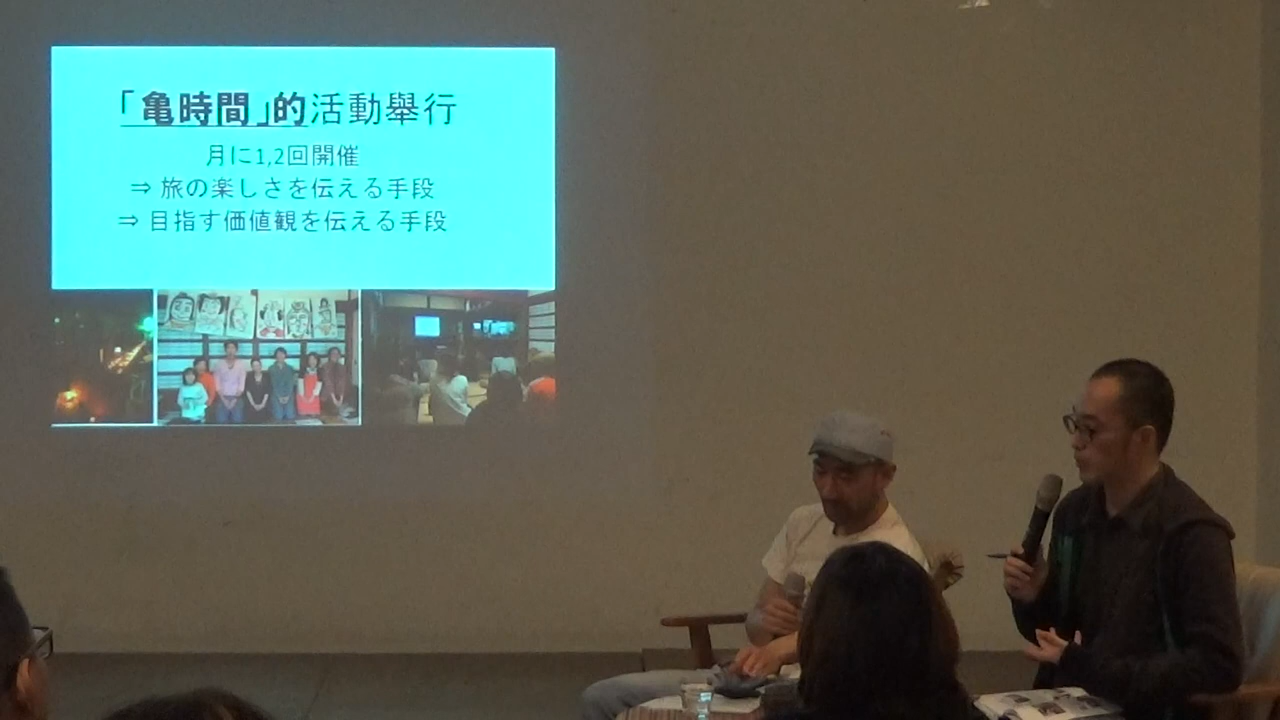 「亀時間」的活動舉行
月に1,2回開催
⇒ 旅の楽しさを伝える手段
⇒ 目指す価値観を伝える手段